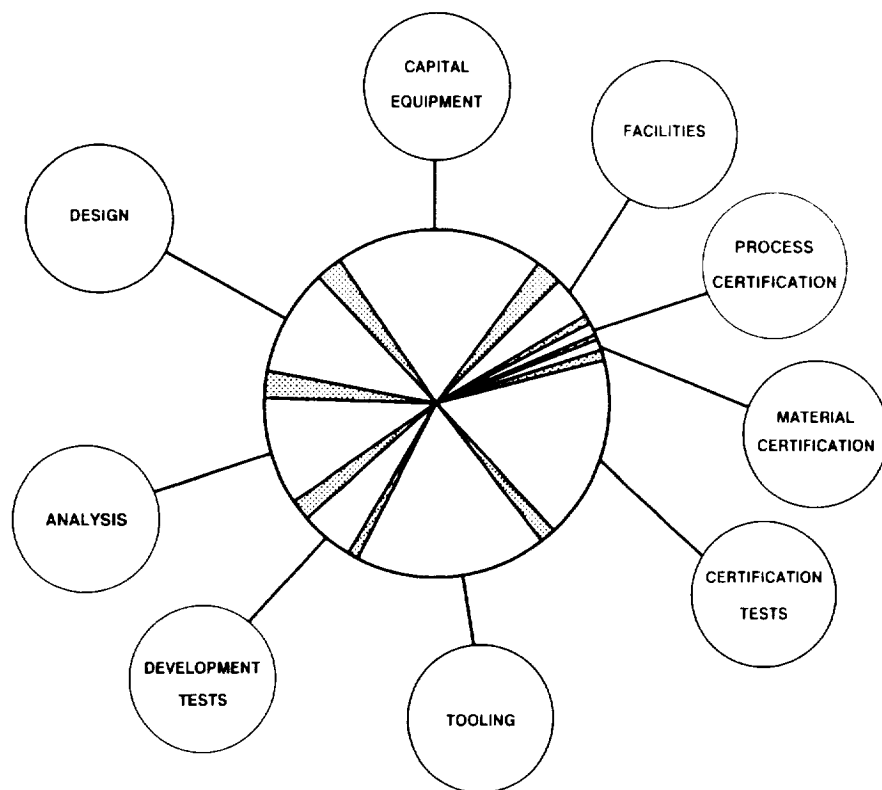 CAPITAL
EQUIPMENT
FACILITIES
PROCESS
CERTIFICATION
MATERIAL
CERTIFICATION
CERTIFICATION
TESTS
TOOLING
DEVELOPMENT
TESTS
ANALYSIS
DESIGN